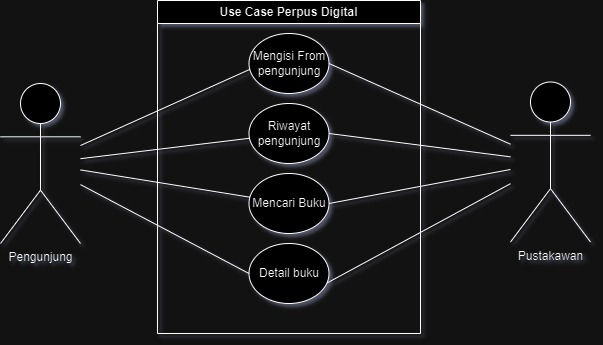 Use Case Perpus Digital
Mengisi From
pengunjung
Riwayat
pengunjung
Mencari Buku
Detail buku
Pengunjung
Pustakawan